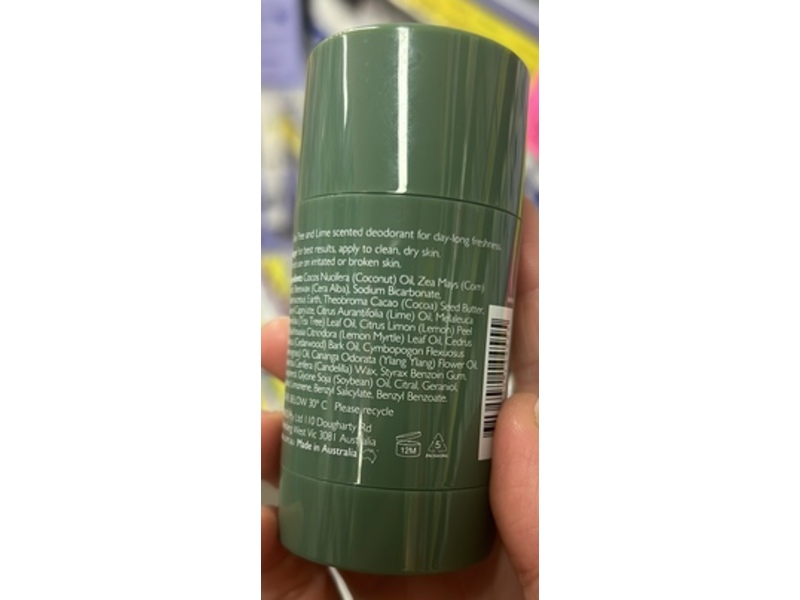 Tree and Lime scented deodorant for day-long freshness.
For best results, apply to clean, dry skin.
use on irritated or broken skin.
Cocos Nucifera (Coconut) Oil, Zea Mays (Corn)
Beeswax (Cera Alba), Sodium Bicarbonate,
Earth, Theobroma Cacao (Cocoa) Seed Butter,
Caprylate, Citrus Aurantifolia (Lime) Oil, Melaleuca
(Tea Tree) Leaf Oil, Citrus Limon (Lemon) Peel
Citriodora (Lemon Myrtle) Leaf Oil, Cedrus
(Cedarwood) Bark Oil, Cymbopogon Flexuosus
Oil, Cananga Odorata (Ylang Ylang) Flower Oil,
Cerifera (Candelilla) Wax, Styrax Benzoin Gum,
Glycine Soja (Soybean) Oil, Citral, Geraniol,
Limonene, Benzyl Salicylate, Benzyl Benzoate.
BELOW 30° C Please recycle
Pty Ltd 110 Dougharty Rd
West Vic 3081 Australia
Made in Australia
12M
5